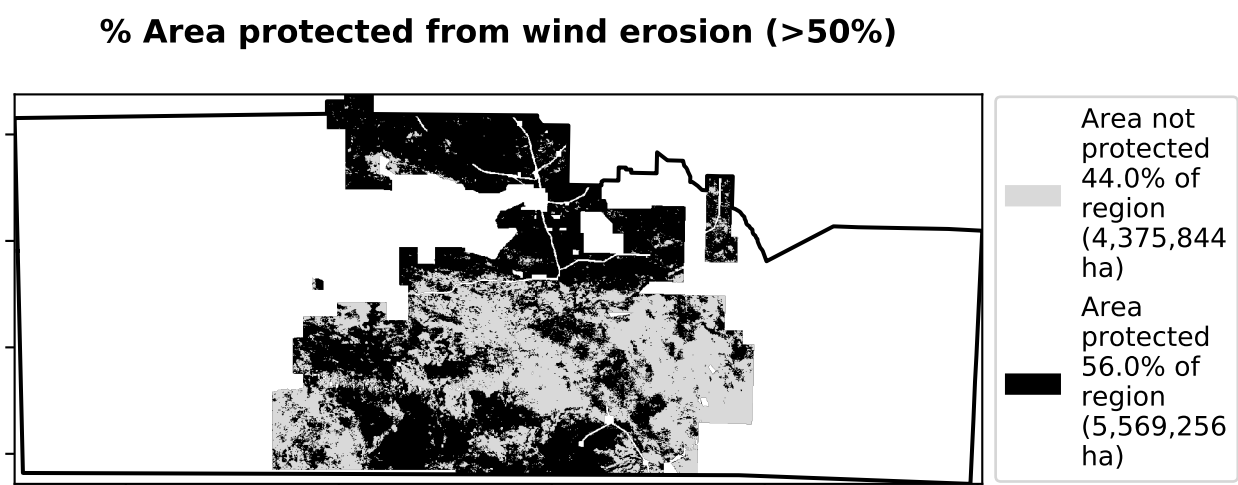 % Area protected from wind erosion (>50%)
Area not
protected
44.0% of
region
(4,375,844
ha)
Area
protected
56.0% of
region
(5,569,256
ha)